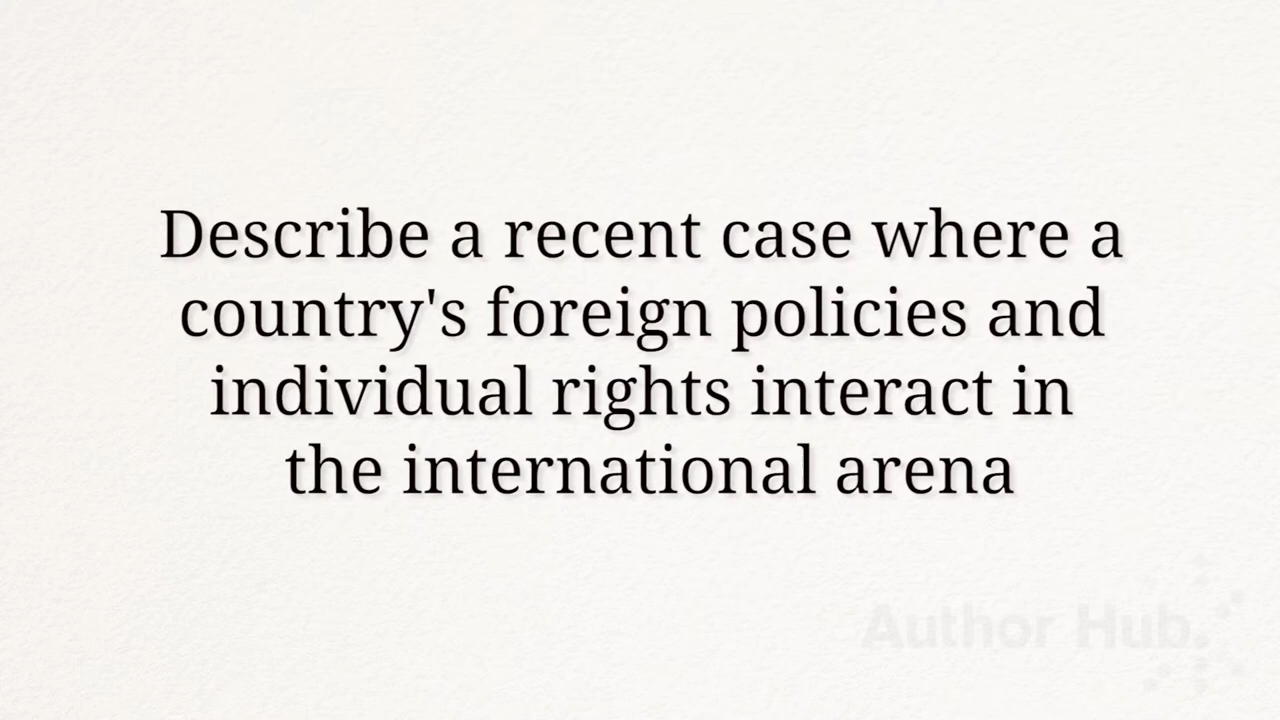 Describe a recent case where a
country's foreign policies and
individual rights interact in
the international arena
Author Hub.